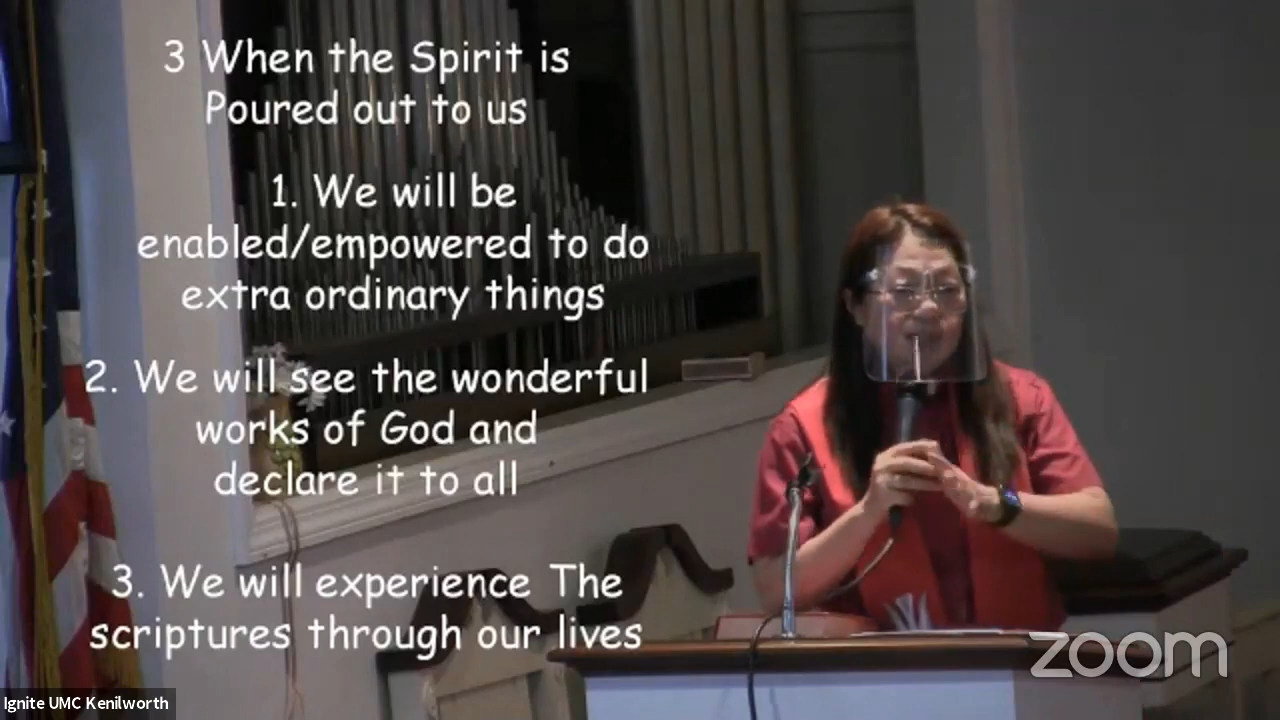 3 When the Spirit is
Poured out to us
1. We will be
enabled/empowered to do
extra ordinary things
2. We will see the wonderful
works of God and
declare it to all
3. We will experience The
scriptures through our lives
zoom
Ignite UMC Kenilworth